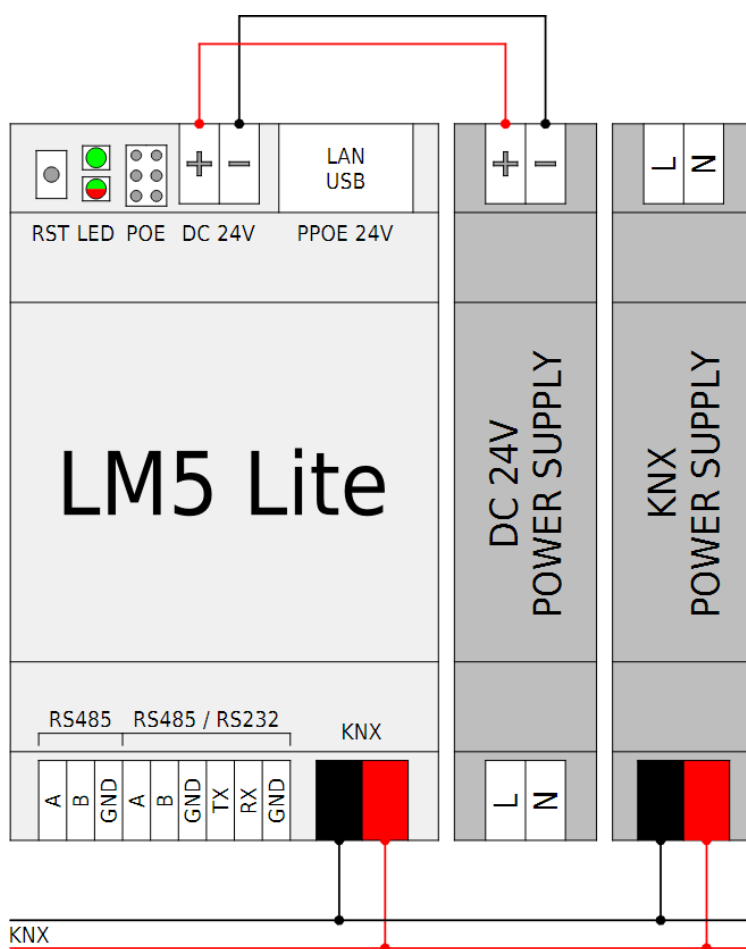 + −
LAN
USB
RST LED POE DC 24V PPOE 24V
LM5 Lite
RS485 RS485 / RS232 KNX
A B GND A B GND TX RX GND
+ −
DC 24V
POWER SUPPLY
L N
L N
KNX
POWER SUPPLY
KNX